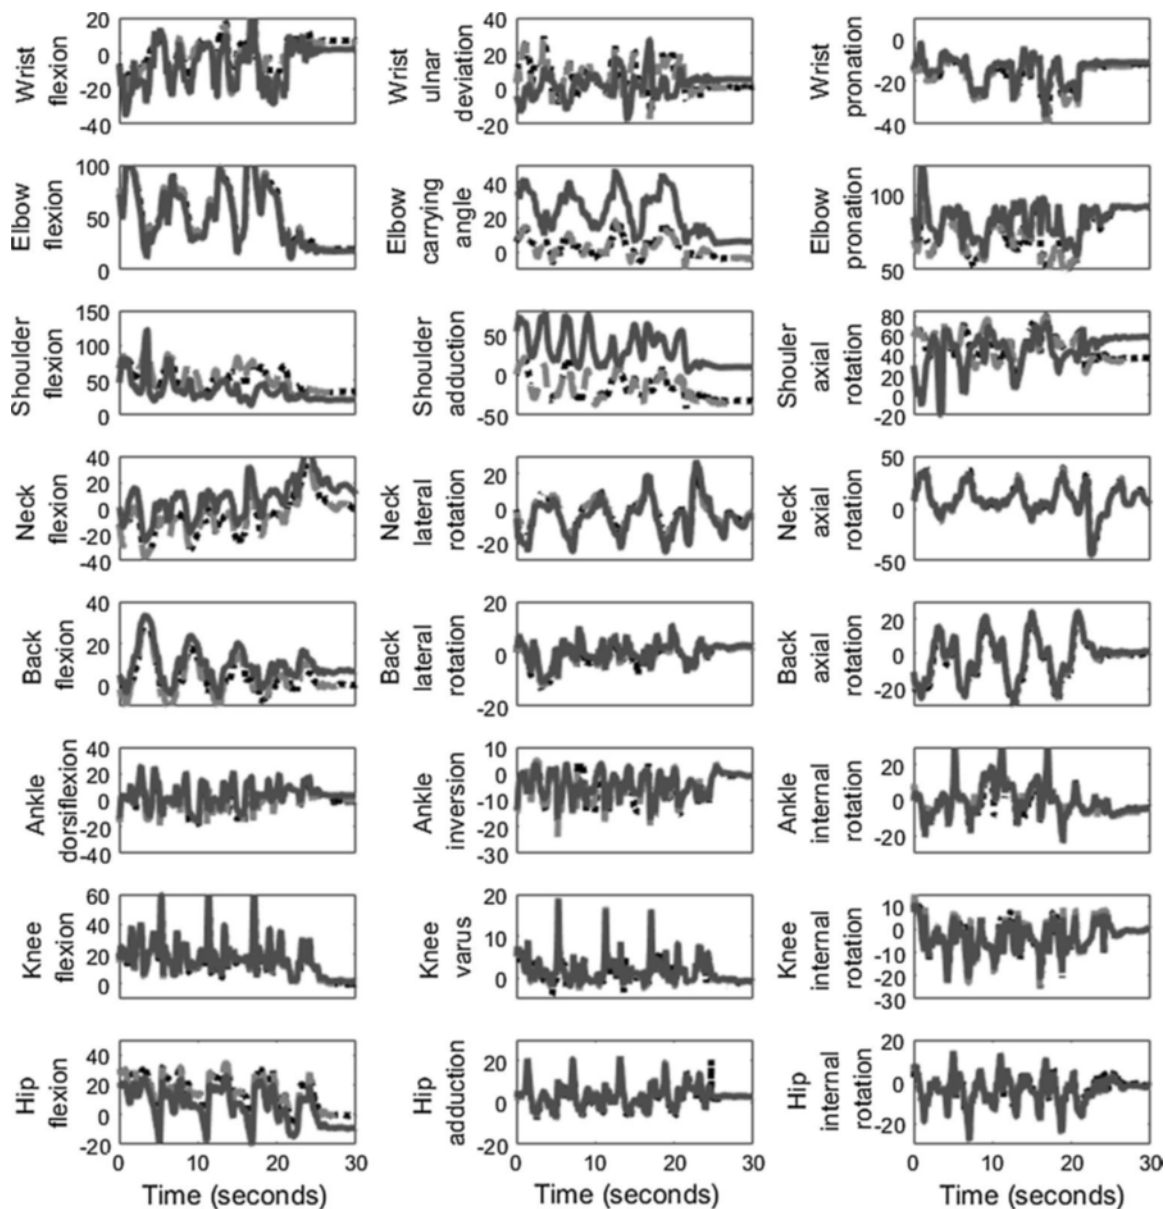 Wrist
flexion
20
0
-20
-40
Wrist
ulnar
deviation
40
20
0
-20
Wrist
pronation
0
-20
-40
Elbow
flexion
100
50
0
Elbow
carrying
angle
40
20
0
Elbow
pronation
100
50
Shoulder
flexion
150
100
50
0
Shoulder
adduction
50
0
-50
Shouler
axial
rotation
80
60
40
20
0
-20
Neck
flexion
40
20
0
-20
-40
Neck
lateral
rotation
20
0
-20
Neck
axial
rotation
50
0
-50
Back
flexion
40
20
0
Back
lateral
rotation
20
0
-20
Back
axial
rotation
20
0
-20
Ankle
dorsiflexion
40
20
0
-20
-40
Ankle
inversion
10
0
-10
-20
-30
Ankle
internal
rotation
20
0
-20
Knee
flexion
60
40
20
0
Knee
varus
20
10
0
Knee
internal
rotation
10
0
-10
-20
-30
Hip
flexion
40
20
0
-20
0
10
20
30
Time (seconds)
Hip
adduction
20
0
-20
0
10
20
30
Time (seconds)
Hip
internal
rotation
20
0
-20
0
10
20
30
Time (seconds)